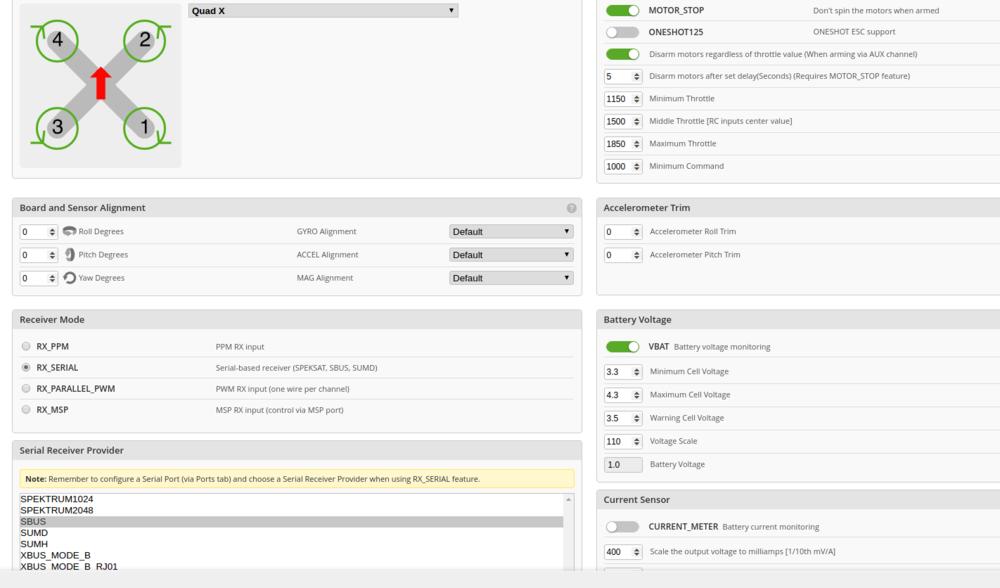 Quad X
4
2
3
1
MOTOR_STOP Don't spin the motors when armed
ONESHOT125 ONESHOT ESC support
Disarm motors regardless of throttle value (When arming via AUX channel)
5 Disarm motors after set delay(Seconds) (Requires MOTOR_STOP feature)
1150 Minimum Throttle
1500 Middle Throttle [RC inputs center value]
1850 Maximum Throttle
1000 Minimum Command
Board and Sensor Alignment ?
0 Roll Degrees GYRO Alignment Default
0 Pitch Degrees ACCEL Alignment Default
0 Yaw Degrees MAG Alignment Default
Accelerometer Trim
0 Accelerometer Roll Trim
0 Accelerometer Pitch Trim
Receiver Mode
RX_PPM PPM RX input
RX_SERIAL Serial-based receiver (SPEKSAT, SBUS, SUMD)
RX_PARALLEL_PWM PWM RX input (one wire per channel)
RX_MSP MSP RX input (control via MSP port)
Battery Voltage
VBAT Battery voltage monitoring
3.3 Minimum Cell Voltage
4.3 Maximum Cell Voltage
3.5 Warning Cell Voltage
110 Voltage Scale
1.0 Battery Voltage
Serial Receiver Provider
Note: Remember to configure a Serial Port (via Ports tab) and choose a Serial Receiver Provider when using RX_SERIAL feature.
SPEKTRUM1024
SPEKTRUM2048
SBUS
SUMD
SUMH
XBUS_MODE_B
XBUS_MODE_B_RJ01
Current Sensor
CURRENT_METER Battery current monitoring
400 Scale the output voltage to milliamps [1/10th mV/A]